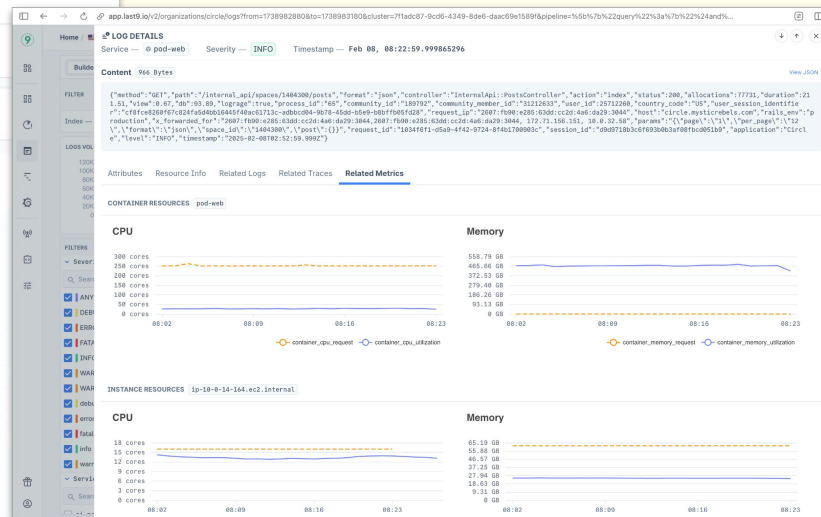 app.last9.io/v2/organizations/circle/logs?from=1738982880&to=1738983180&cluster=7f1adc87-9cd6-4349-8de6-daac69e1589f&pipeline=%5b%7b%22query%22%3a%7b%22%24and%...
Home /
LOG DETAILS
Service — pod-web Severity — INFO Timestamp — Feb 08, 08:22:59.999865296
Builde
Content 966 Bytes
View JSON
FILTER
Index —
LOGS VOL
120K
100K
80K
60K
40K
20K
0
FILTERS
Severi
Sear
ANY
DEBU
ERRO
FATA
INFO
WAR
WAR
debu
error
fatal
info
warr
Servic
Sear
{"method":"GET","path":"/internal_api/spaces/1404300/posts","format":"json","controller":"InternalApi::PostsController","action":"index","status":200,"allocations":77731,"duration":21
1.51,"view":0.67,"db":93.89,"lograge":true,"process_id":"65","community_id":"189792","community_member_id":"31212633","user_id":25712260,"country_code":"US","user_session_identifie
"request_ip":"2607:fb90:e285:63dd:cc2d:4a6:da29:3044","host":"circle.mysticrebels.com","rails_env":"p
roduction","x_forwarded_for":"2607:fb90:e285:63dd:cc2d:4a6:da29:3044,2607:fb90:e285:63dd:cc2d:4a6:da29:3044, 172.71.156.151, 10.0.32.58","params":"{\"page\":\"1\",\"per_page\":\"12
\",\"format\":\"json\",\"space_id\":\"1404300\",\"post\":{}}","request_id":"1034f6f1-d5a9-4f42-9724-8f4b1700903c","session_id":"d9d9718b3c6f693b0b3af08fbcd051b9","application":"Circl
e","level":"INFO","timestamp":"2025-02-08T02:52:59.999Z"}
Attributes Resource Info Related Logs Related Traces Related Metrics
CONTAINER RESOURCES pod-web
CPU
300 cores
250 cores
200 cores
150 cores
100 cores
50 cores
0 cores
08:02 08:09 08:16 08:23
container_cpu_request container_cpu_utilization
Memory
558.79 GB
465.66 GB
372.53 GB
279.40 GB
186.26 GB
93.13 GB
0 GB
08:02 08:09 08:16 08:23
container_memory_request container_memory_utilization
INSTANCE RESOURCES ip-10-0-14-164.ec2.internal
CPU
18 cores
15 cores
12 cores
9 cores
6 cores
3 cores
0 cores
08:02 08:09 08:16 08:23
Memory
65.19 GB
55.88 GB
46.57 GB
37.25 GB
27.94 GB
18.63 GB
9.31 GB
0 GB
08:02 08:09 08:16 08:23